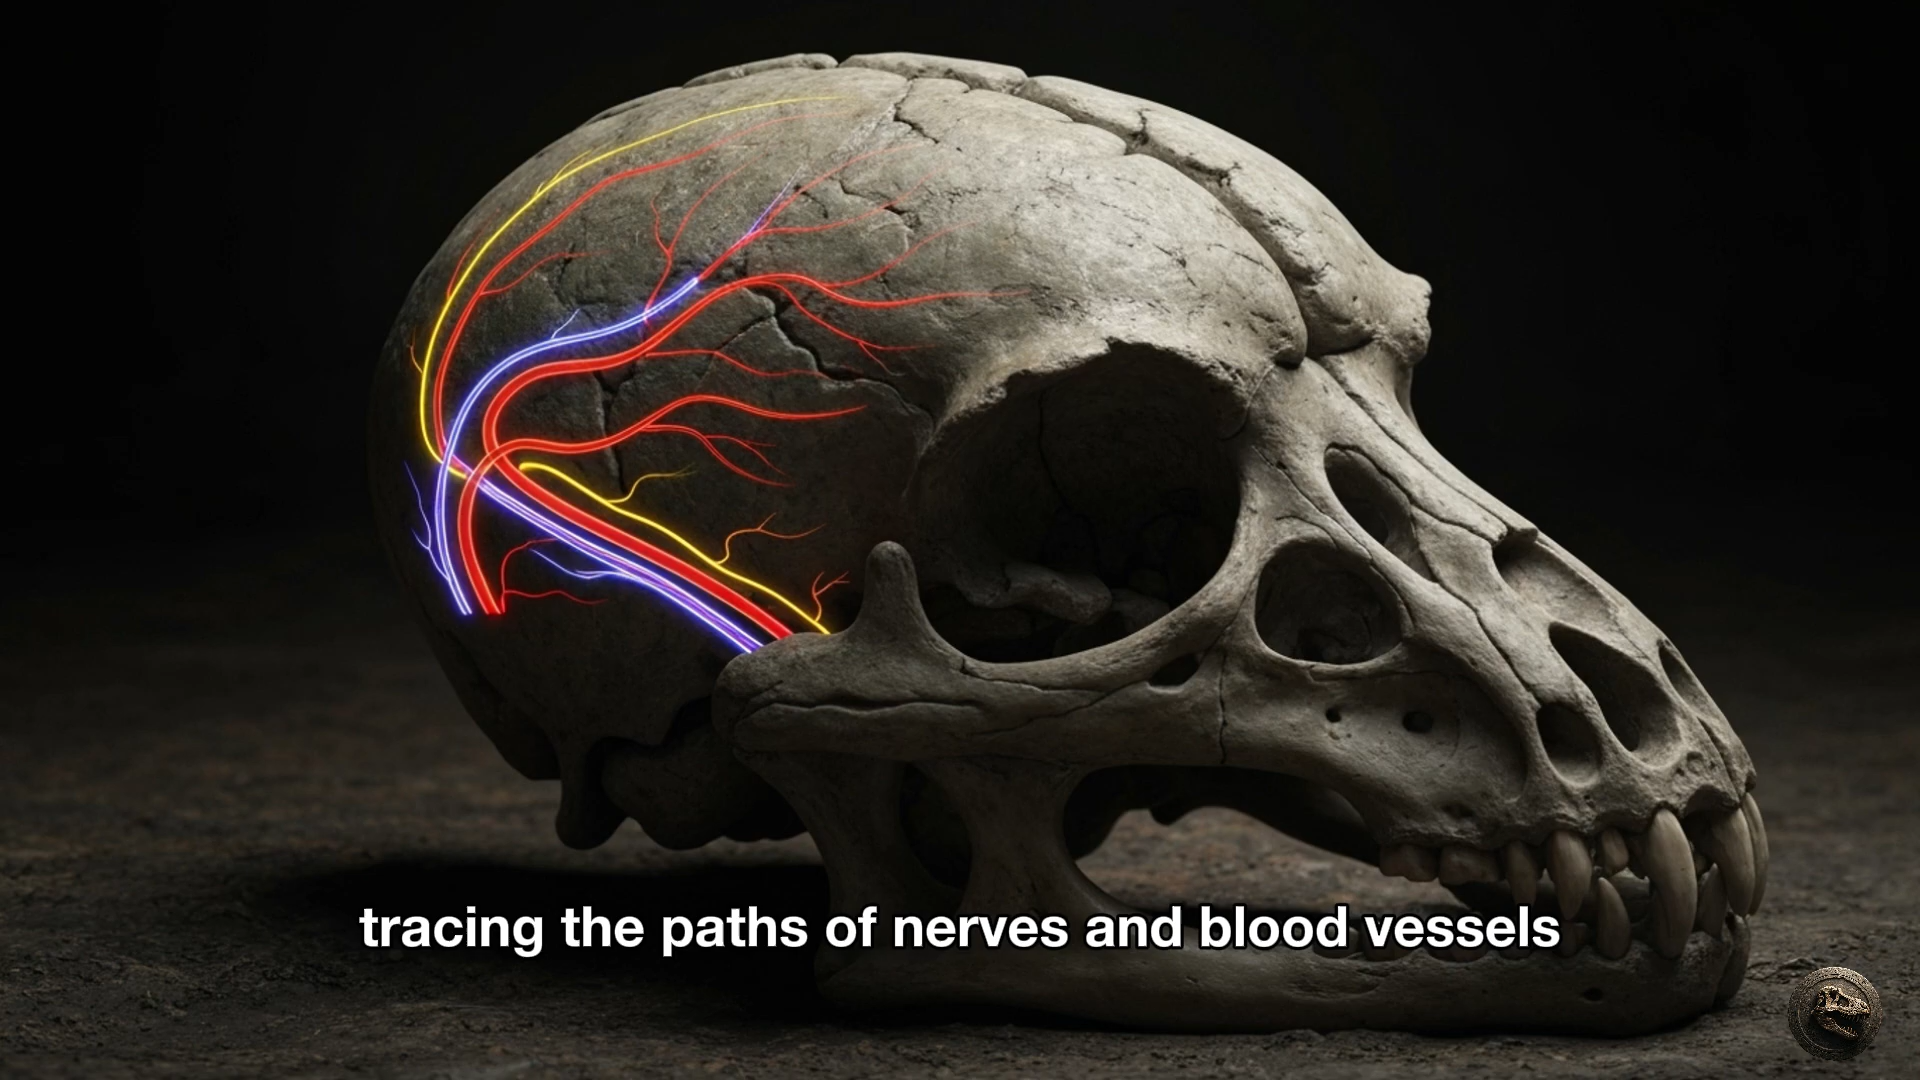 tracing the paths of nerves and blood vessels